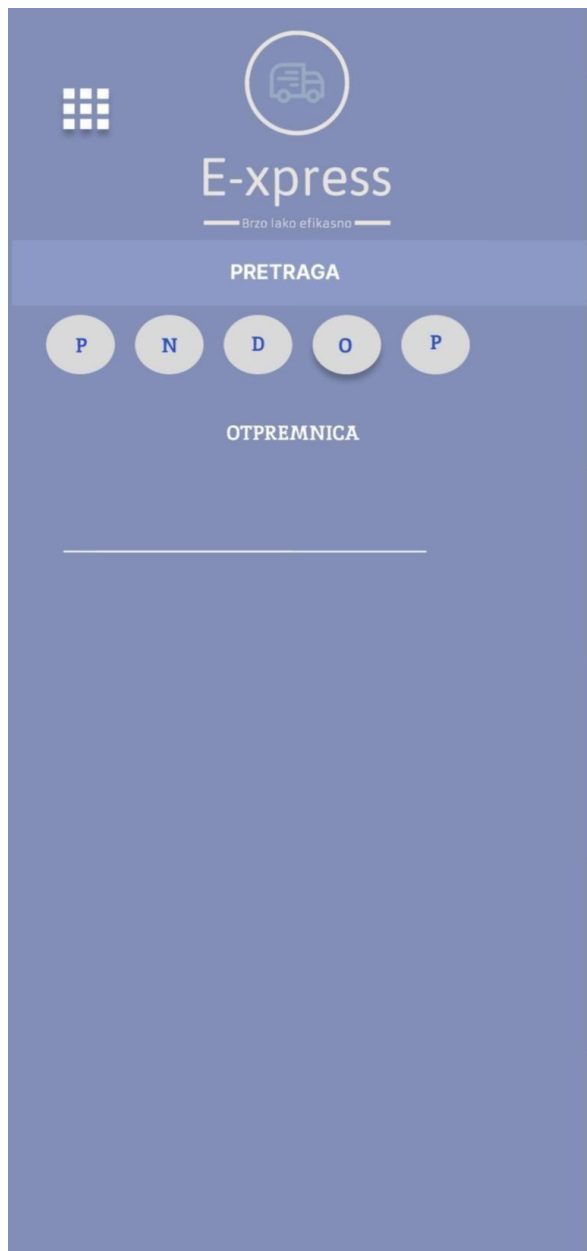 E-xpress
Brzo lako efikasno
PRETRAGA
P N D O P
OTPREMNICA